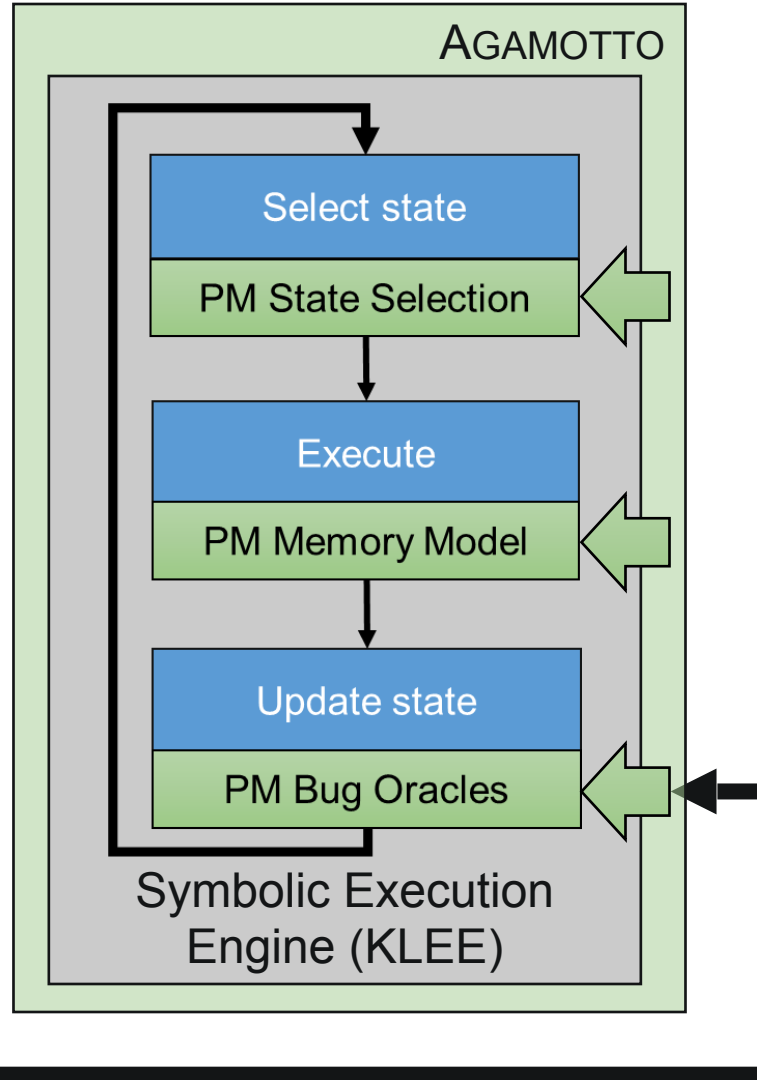 AGAMOTTO
Select state
PM State Selection
Execute
PM Memory Model
Update state
PM Bug Oracles
Symbolic Execution
Engine (KLEE)